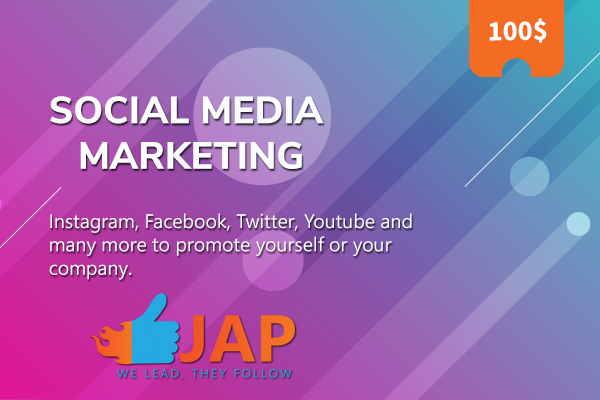 100$
SOCIAL MEDIA
MARKETING
Instagram, Facebook, Twitter, Youtube and
many more to promote yourself or your
company.
JAP
WE LEAD, THEY FOLLOW